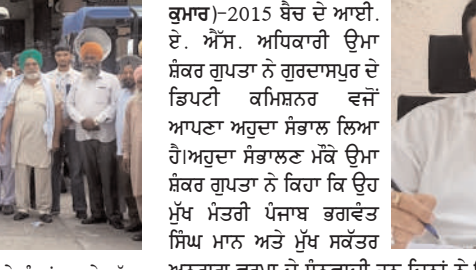 ਕੁਮਾਰ)-2015 ਬੈਚ ਦੇ ਆਈ.
ਏ. ਐੱਸ. ਅਧਿਕਾਰੀ ਉਮਾ
ਸ਼ੰਕਰ ਗੁਪਤਾ ਨੇ ਗੁਰਦਾਸਪੁਰ ਦੇ
ਡਿਪਟੀ ਕਮਿਸ਼ਨਰ ਵਜੋਂ
ਆਪਣਾ ਅਹੁਦਾ ਸੰਭਾਲ ਲਿਆ
ਹੈ।ਅਹੁਦਾ ਸੰਭਾਲਣ ਮੌਕੇ ਉਮਾ
ਸ਼ੰਕਰ ਗੁਪਤਾ ਨੇ ਕਿਹਾ ਕਿ ਉਹ
ਮੁੱਖ ਮੰਤਰੀ ਪੰਜਾਬ ਭਗਵੰਤ
ਸਿੰਘ ਮਾਨ ਅਤੇ ਮੁੱਖ ਸਕੱਤਰ